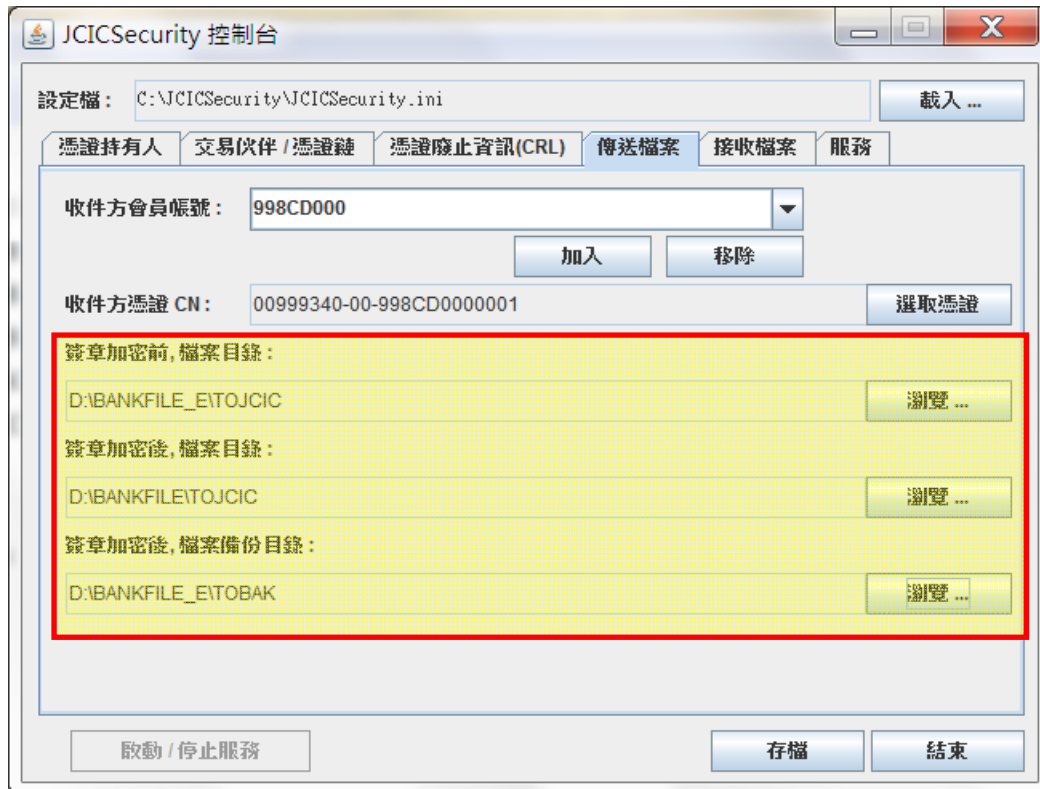 JCICSecurity 控制台
設定檔： C:\JCICSecurity\JCICSecurity.ini 載入 ...
憑證持有人 交易伙伴 / 憑證鏈 憑證廢止資訊(CRL) 傳送檔案 接收檔案 服務
收件方會員帳號： 998CD000
加入 移除
收件方憑證 CN： 00999340-00-998CD0000001 選取憑證
簽章加密前,檔案目錄：
D:\BANKFILE_E\TOJCIC 瀏覽 ...
簽章加密後,檔案目錄：
D:\BANKFILE\TOJCIC 瀏覽 ...
簽章加密後,檔案備份目錄：
D:\BANKFILE_E\TOBAK 瀏覽 ...
啟動 / 停止服務 存檔 結束